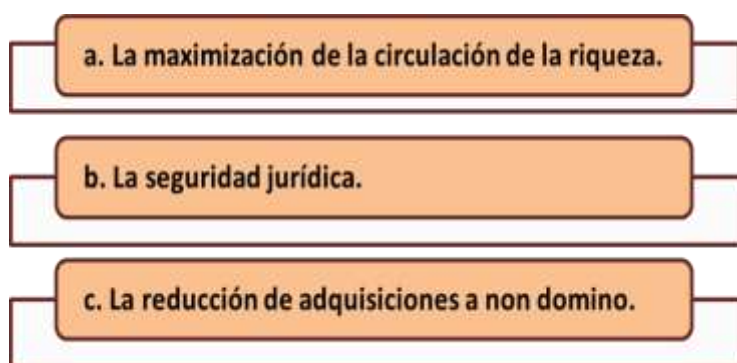 a. La maximización de la circulación de la riqueza.
b. La seguridad jurídica.
c. La reducción de adquisiciones a non domino.